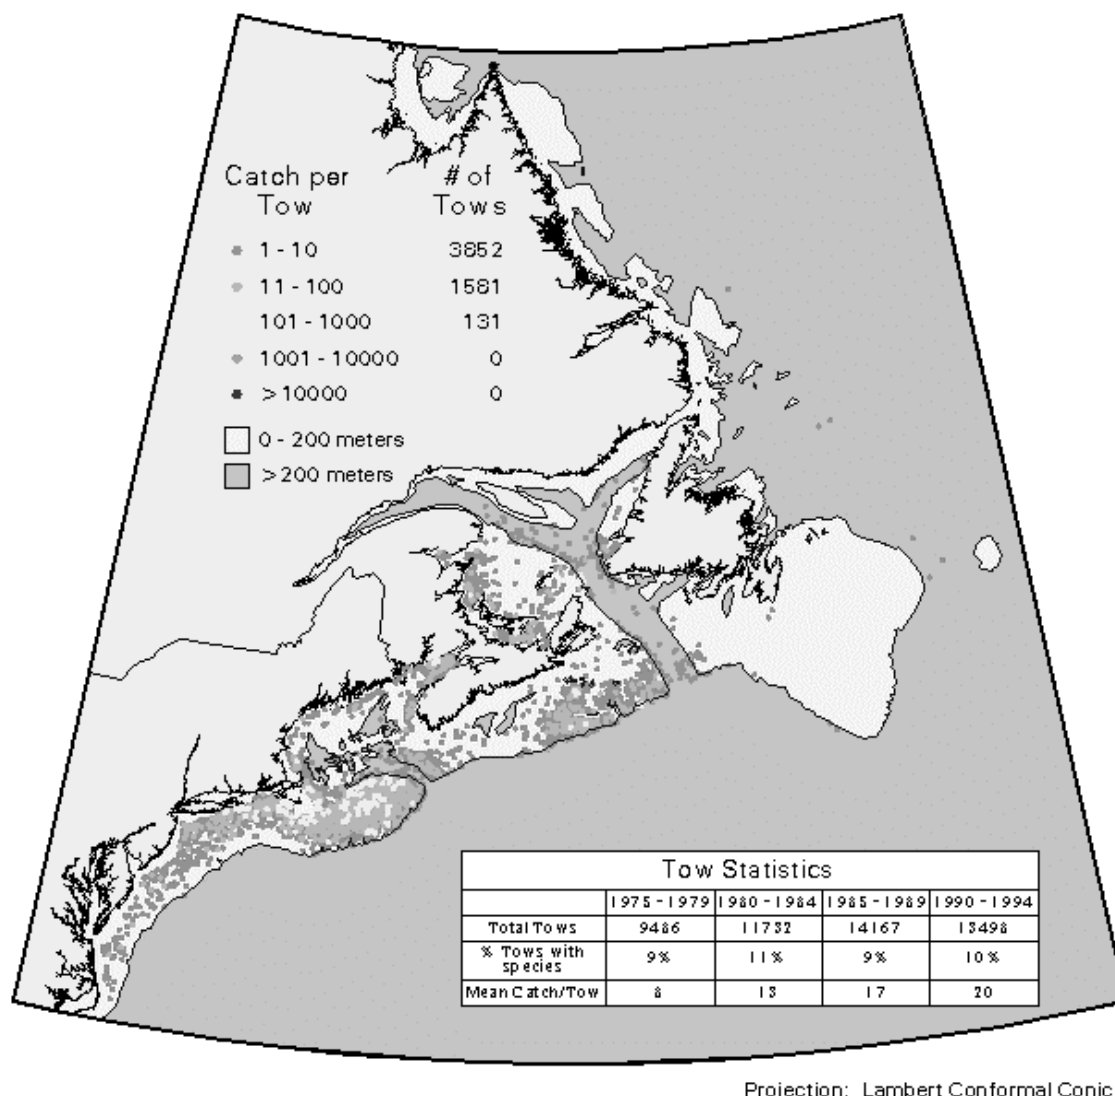 Catch per # of
Tow Tows
1 - 10 3852
11 - 100 1581
101 - 1000 131
1001 - 10000 0
>10000 0
0 - 200 meters
>200 meters
Tow Statistics
1975 - 1979 1980 - 1984 1985 - 1989 1990 - 1994
Total Tows 9486 11732 14167 13498
% Tows with species 9% 11% 9% 10%
Mean Catch/Tow 8 13 17 20
Projection: Lambert Conformal Conic